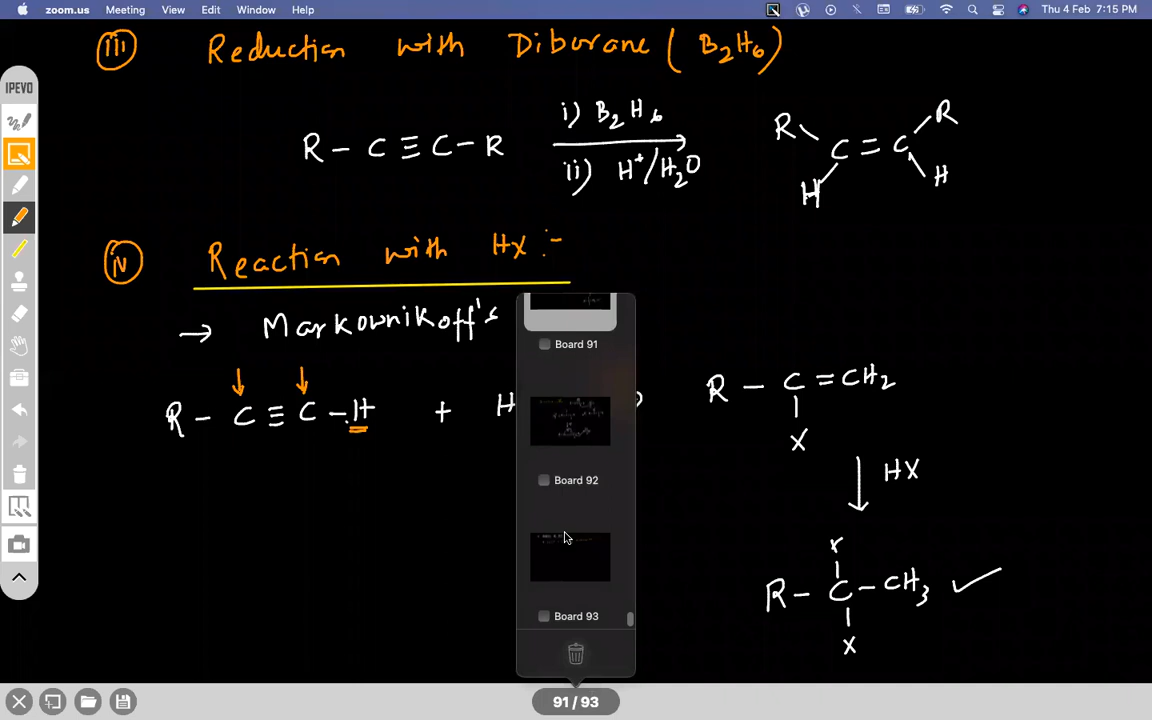 zoom.us Meeting View Edit Window Help Thu 4 Feb 7:15 PM
IPEVO
(iii) Reduction with Diborane (B2H6)
R - C ≡ C - R
i) B2H6
ii) H+/H2O
R R
C = C
H H
(iv) Reaction with HX :-
→ Markownikoff's
R - C ≡ C - H + H
R - C = CH2
X
HX
R - C - CH3 ✓
X
Board 91
Board 92
Board 93
91 / 93